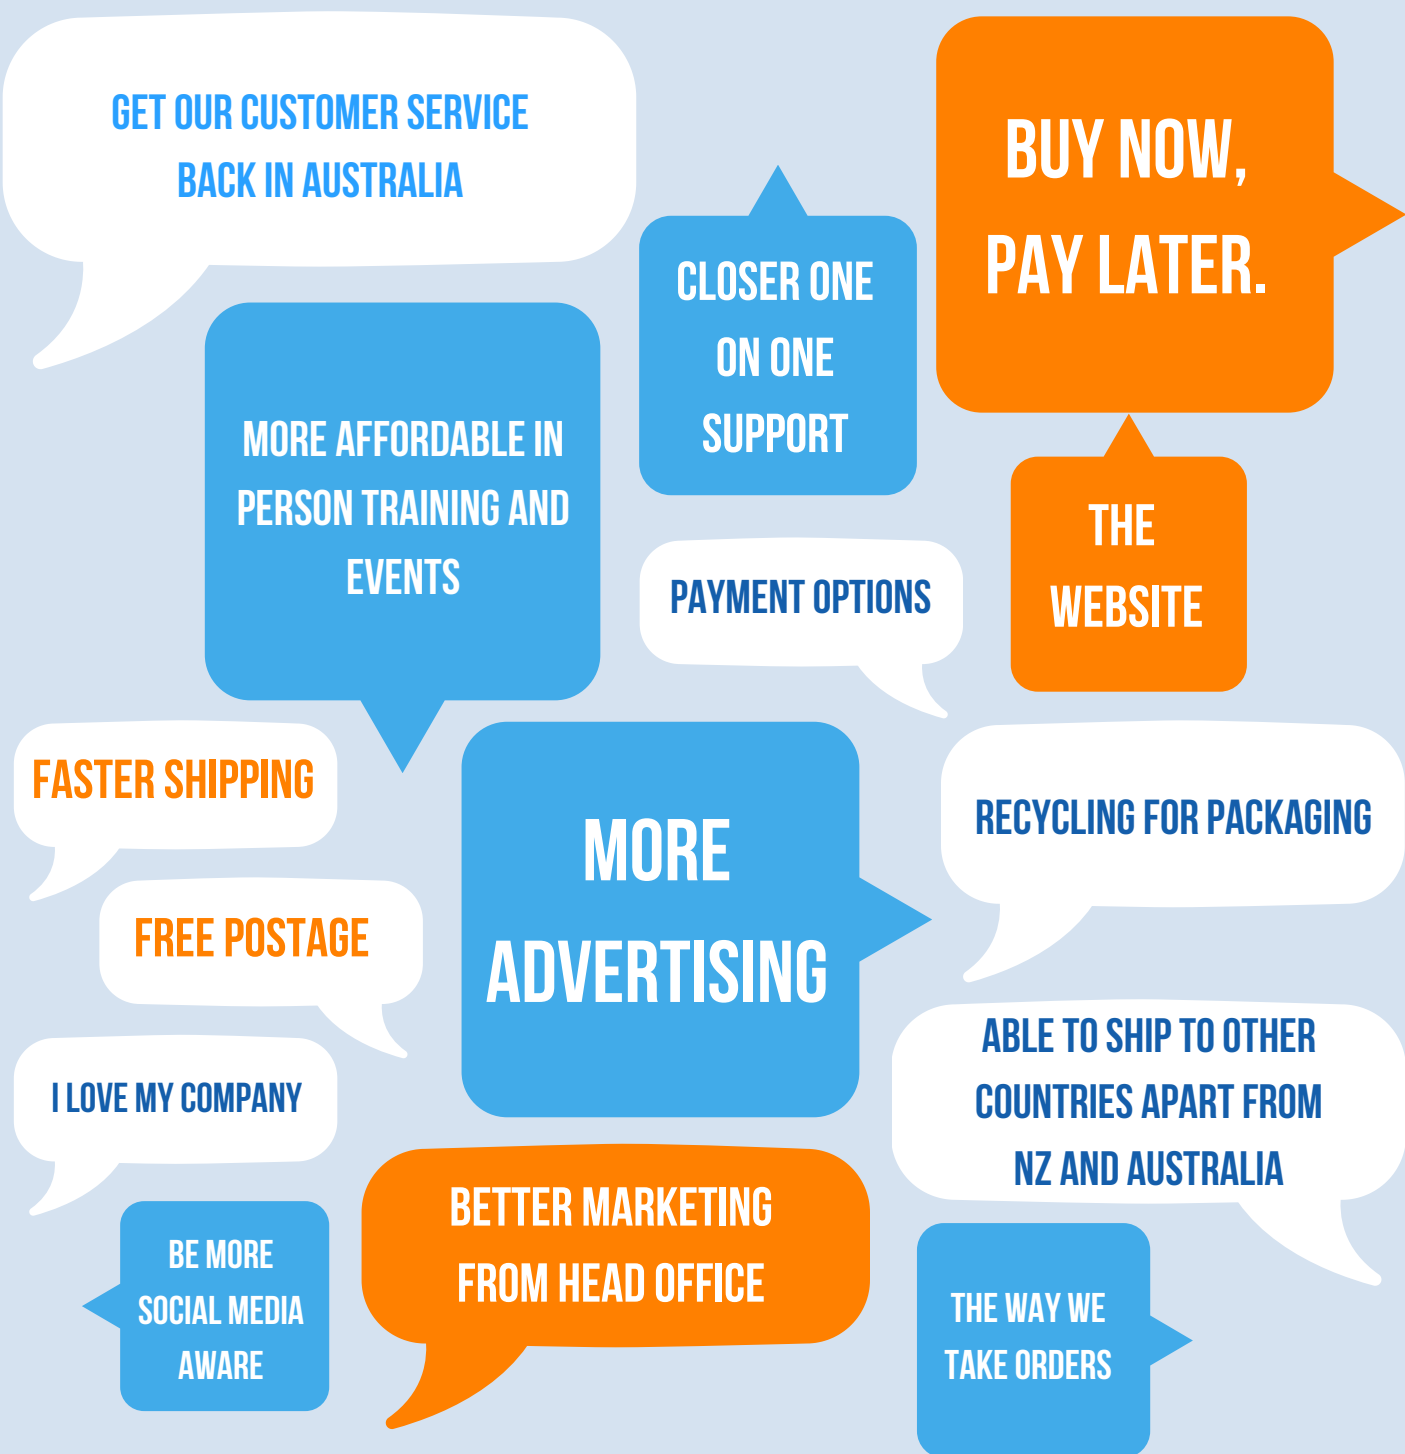 GET OUR CUSTOMER SERVICE
BACK IN AUSTRALIA
BUY NOW,
PAY LATER.
CLOSER ONE
ON ONE
SUPPORT
MORE AFFORDABLE IN
PERSON TRAINING AND
EVENTS
THE
WEBSITE
PAYMENT OPTIONS
FASTER SHIPPING
MORE
ADVERTISING
RECYCLING FOR PACKAGING
FREE POSTAGE
I LOVE MY COMPANY
ABLE TO SHIP TO OTHER
COUNTRIES APART FROM
NZ AND AUSTRALIA
BETTER MARKETING
FROM HEAD OFFICE
BE MORE
SOCIAL MEDIA
AWARE
THE WAY WE
TAKE ORDERS